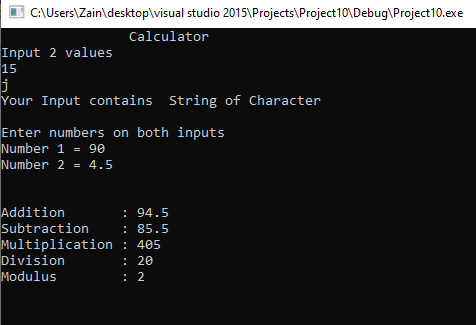 C:\Users\Zain\desktop\visual studio 2015\Projects\Project10\Debug\Project10.exe
Calculator
Input 2 values
15
j
Your Input contains  String of Character
Enter numbers on both inputs
Number 1 = 90
Number 2 = 4.5
Addition       : 94.5
Subtraction    : 85.5
Multiplication : 405
Division       : 20
Modulus        : 2